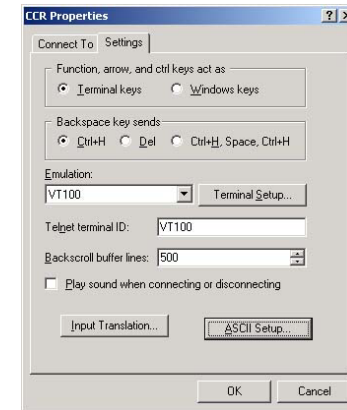 CCR Properties
Connect To Settings
Function, arrow, and ctrl keys act as
Terminal keys Windows keys
Backspace key sends
Ctrl+H Del Ctrl+H, Space, Ctrl+H
Emulation:
VT100 Terminal Setup...
Telnet terminal ID: VT100
Backscroll buffer lines: 500
Play sound when connecting or disconnecting
Input Translation... ASCII Setup...
OK Cancel